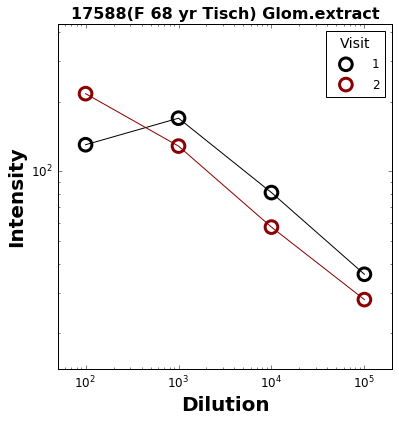 17588(F 68 yr Tisch) Glom.extract
Visit
1
2
Intensity
10²
10² 10³ 10⁴ 10⁵
Dilution